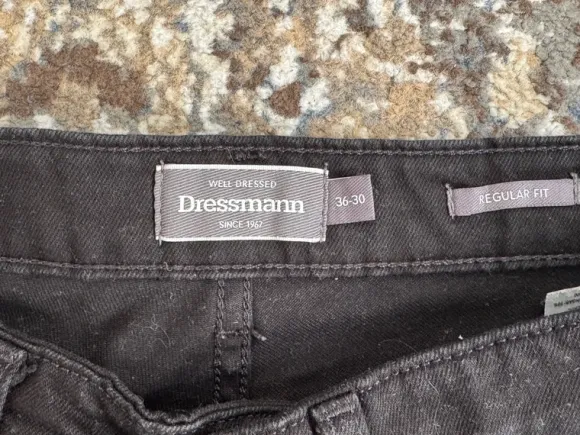 WELL DRESSED
Dressmann
SINCE 1967
36-30
REGULAR FIT